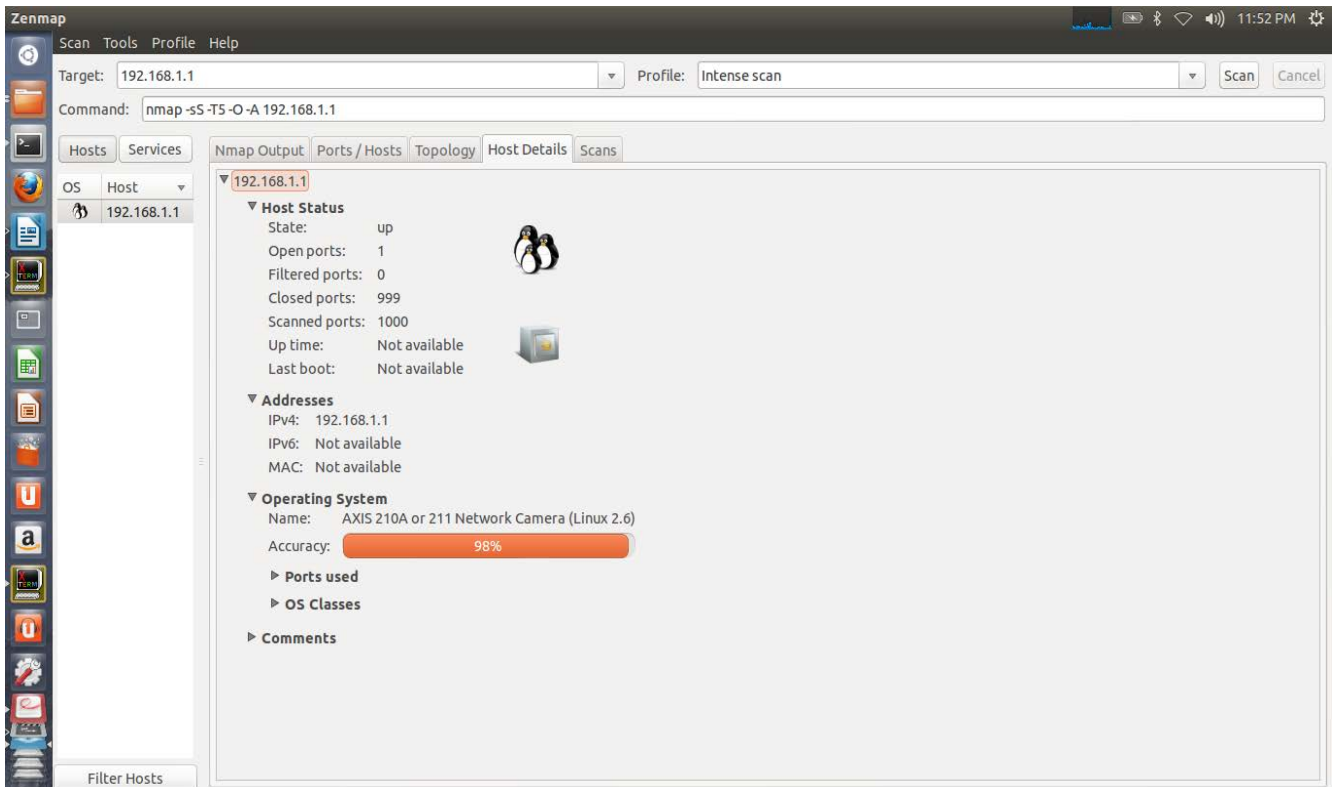 Zenmap
11:52 PM
Scan Tools Profile Help
Target: 192.168.1.1 Profile: Intense scan Scan Cancel
Command: nmap -sS -T5 -O -A 192.168.1.1
Hosts Services Nmap Output Ports / Hosts Topology Host Details Scans
OS Host
192.168.1.1
192.168.1.1
Host Status
State: up
Open ports: 1
Filtered ports: 0
Closed ports: 999
Scanned ports: 1000
Up time: Not available
Last boot: Not available
Addresses
IPv4: 192.168.1.1
IPv6: Not available
MAC: Not available
Operating System
Name: AXIS 210A or 211 Network Camera (Linux 2.6)
Accuracy: 98%
Ports used
OS Classes
Comments
Filter Hosts